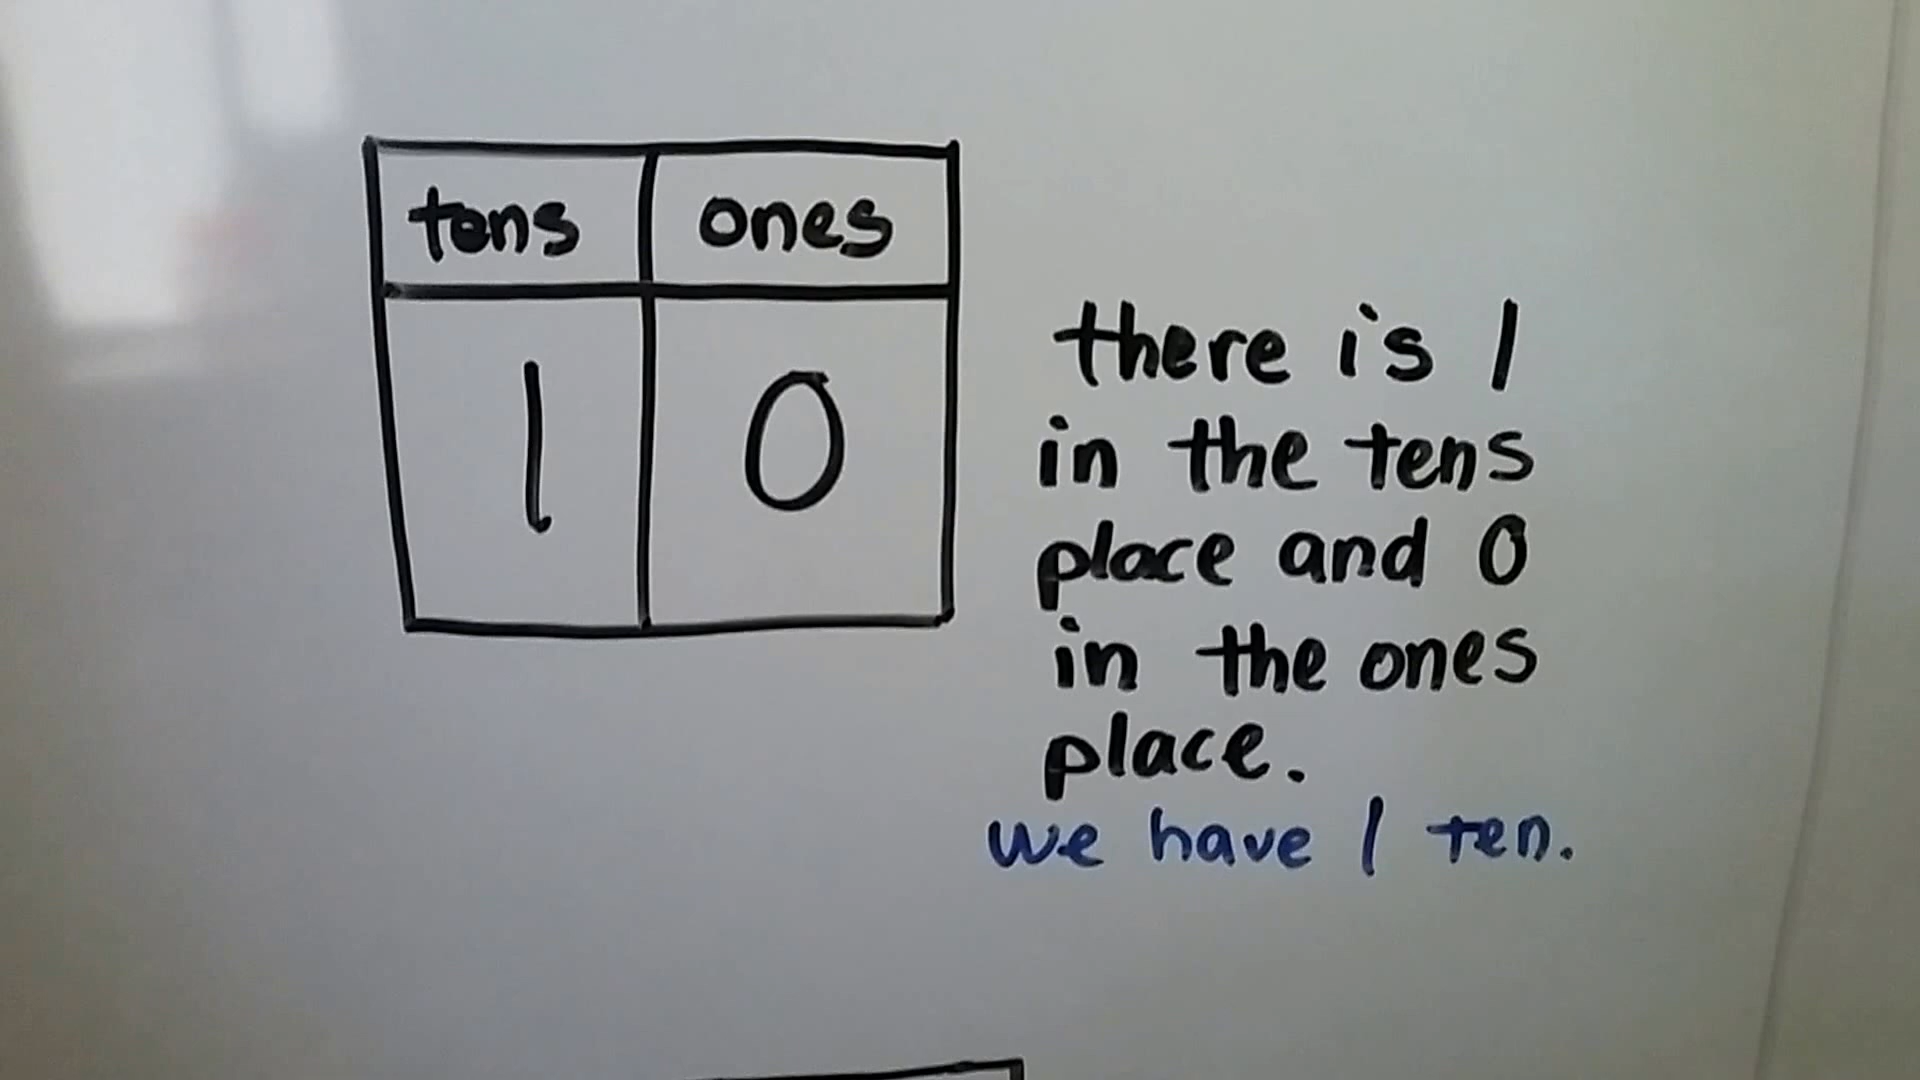 tens ones
1 0
there is 1
in the tens
place and 0
in the ones
place.
we have 1 ten.